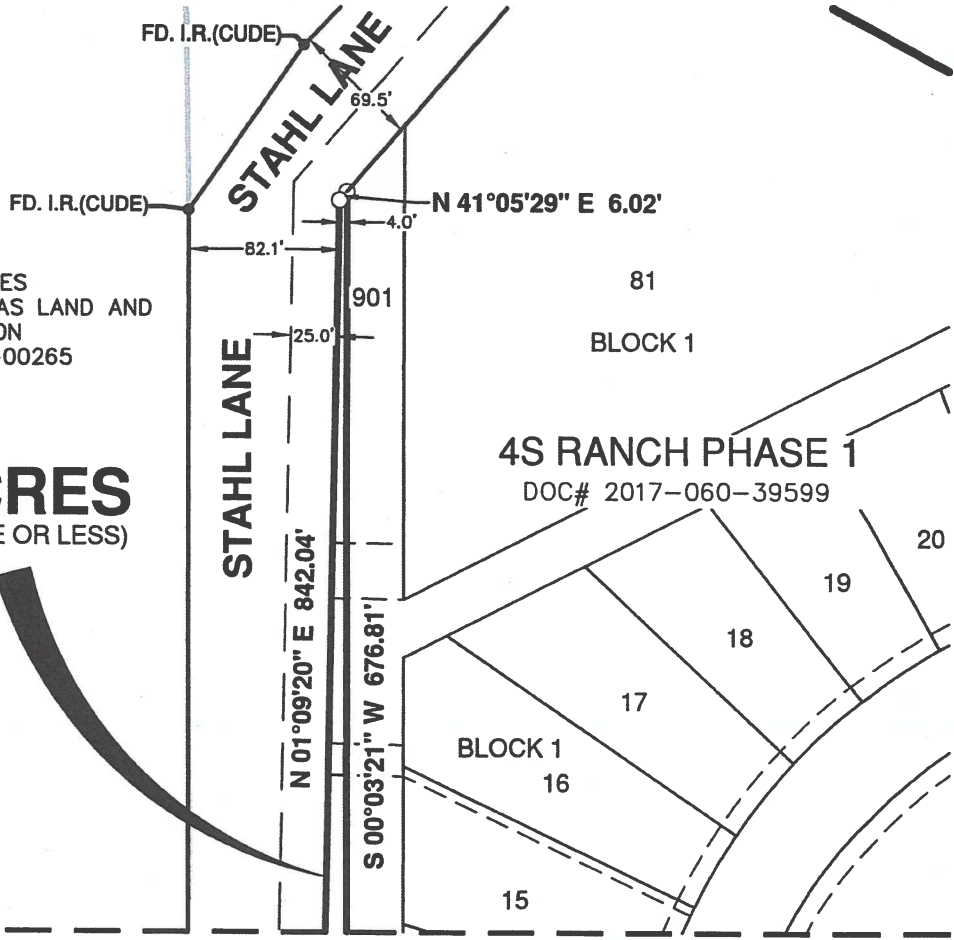 FD. I.R.(CUDE)
STAHL LANE
69.5'
FD. I.R.(CUDE)
N 41°05'29" E 6.02'
4.0'
82.1'
81
ES
AS LAND AND
ON
-00265
901
25.0'
BLOCK 1
STAHL LANE
4S RANCH PHASE 1
DOC# 2017-060-39599
CRES
E OR LESS)
20
19
18
17
N 01°09'20" E 842.04'
S 00°03'21" W 676.81'
BLOCK 1
16
15